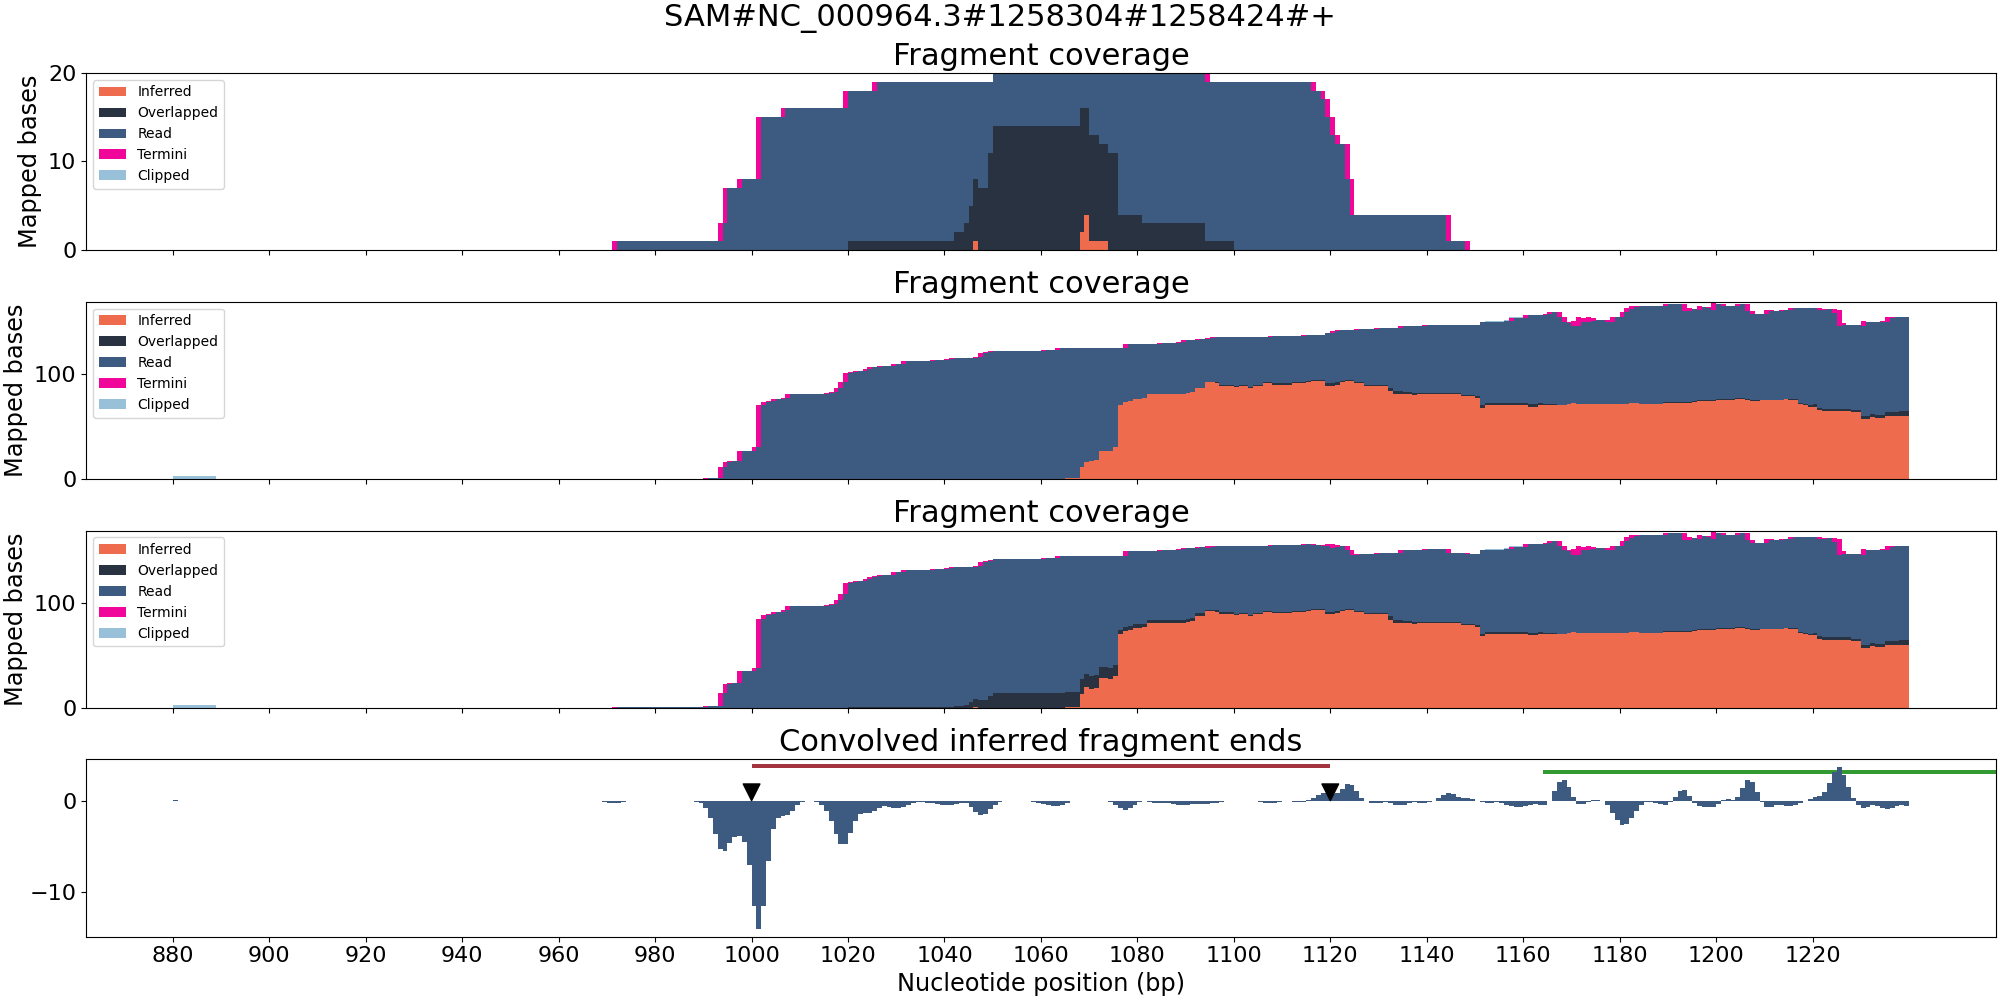 SAM#NC_000964.3#1258304#1258424#+
Fragment coverage
Mapped bases
20
10
0
Inferred
Overlapped
Read
Termini
Clipped
Fragment coverage
Mapped bases
100
0
Inferred
Overlapped
Read
Termini
Clipped
Fragment coverage
Mapped bases
100
0
Inferred
Overlapped
Read
Termini
Clipped
Convolved inferred fragment ends
0
−10
880 900 920 940 960 980 1000 1020 1040 1060 1080 1100 1120 1140 1160 1180 1200 1220
Nucleotide position (bp)